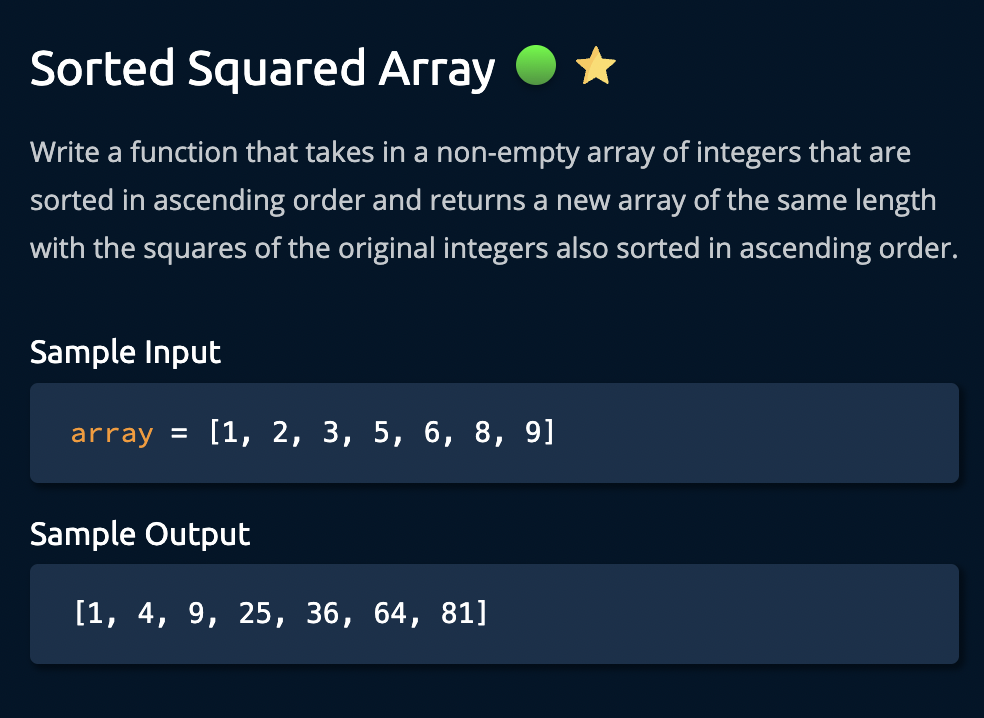 Sorted Squared Array
Write a function that takes in a non-empty array of integers that are
sorted in ascending order and returns a new array of the same length
with the squares of the original integers also sorted in ascending order.
Sample Input
array = [1, 2, 3, 5, 6, 8, 9]
Sample Output
[1, 4, 9, 25, 36, 64, 81]